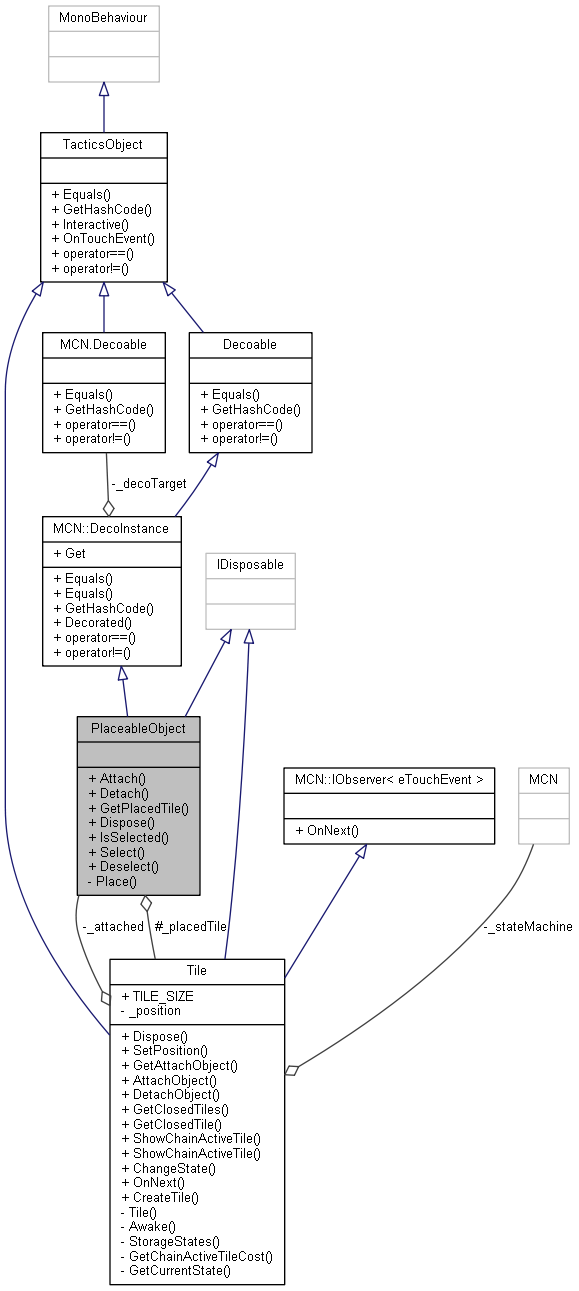 MonoBehaviour
TacticsObject
+ Equals()
+ GetHashCode()
+ Interactive()
+ OnTouchEvent()
+ operator==()
+ operator!=()
MCN.Decoable
+ Equals()
+ GetHashCode()
+ operator==()
+ operator!=()
Decoable
+ Equals()
+ GetHashCode()
+ operator==()
+ operator!=()
-_decoTarget
MCN::DecoInstance
+ Get
+ Equals()
+ Equals()
+ GetHashCode()
+ Decorated()
+ operator==()
+ operator!=()
IDisposable
PlaceableObject
+ Attach()
+ Detach()
+ GetPlacedTile()
+ Dispose()
+ IsSelected()
+ Select()
+ Deselect()
- Place()
MCN::IObserver< eTouchEvent >
+ OnNext()
MCN
-_attached
#_placedTile
-_stateMachine
Tile
+ TILE_SIZE
- _position
+ Dispose()
+ SetPosition()
+ GetAttachObject()
+ AttachObject()
+ DetachObject()
+ GetClosedTiles()
+ GetClosedTile()
+ ShowChainActiveTile()
+ ShowChainActiveTile()
+ ChangeState()
+ OnNext()
+ CreateTile()
- Tile()
- Awake()
- StorageStates()
- GetChainActiveTileCost()
- GetCurrentState()